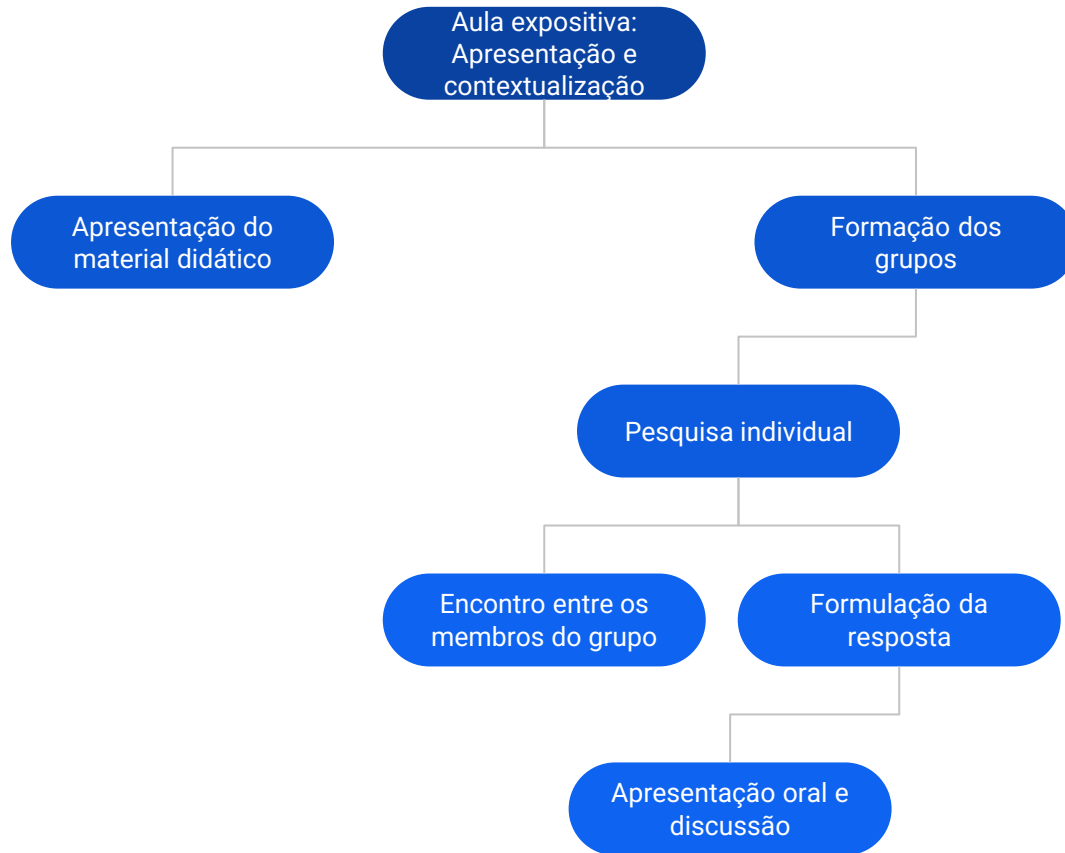 Aula expositiva:
Apresentação e
contextualização
Apresentação do
material didático
Formação dos
grupos
Pesquisa individual
Encontro entre os
membros do grupo
Formulação da
resposta
Apresentação oral e
discussão